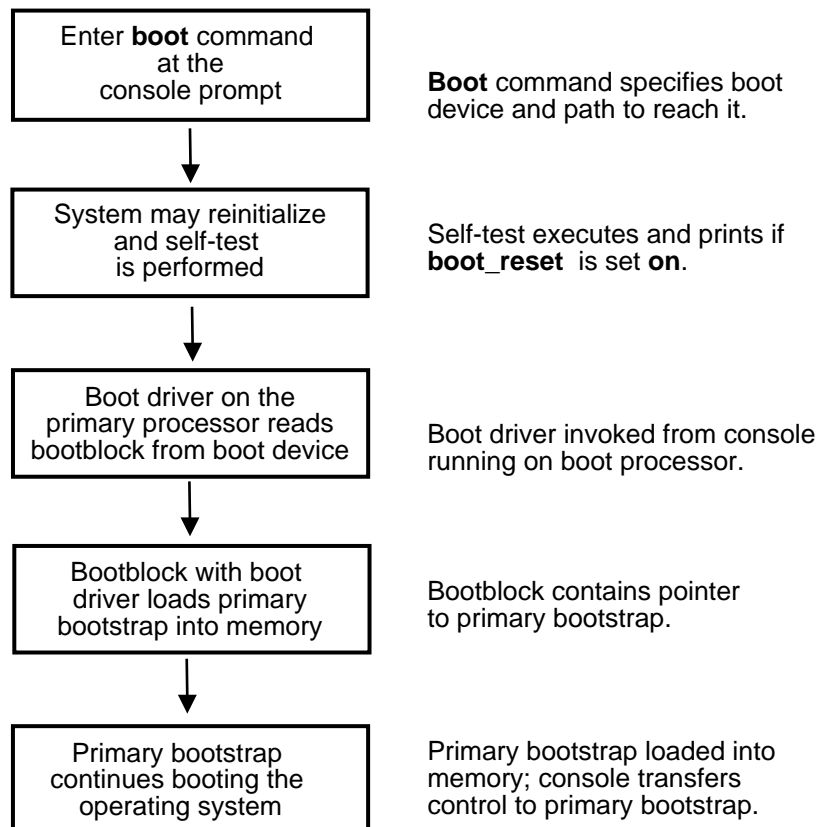 Enter boot command
at the
console prompt
Boot command specifies boot
device and path to reach it.
System may reinitialize
and self-test
is performed
Self-test executes and prints if
boot_reset is set on.
Boot driver on the
primary processor reads
bootblock from boot device
Boot driver invoked from console
running on boot processor.
Bootblock with boot
driver loads primary
bootstrap into memory
Bootblock contains pointer
to primary bootstrap.
Primary bootstrap
continues booting the
operating system
Primary bootstrap loaded into
memory; console transfers
control to primary bootstrap.